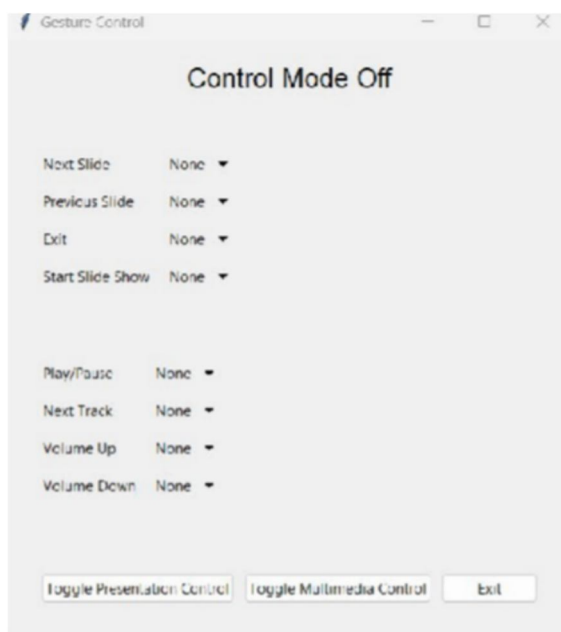 Gesture Control
Control Mode Off
Next Slide None
Previous Slide None
Exit None
Start Slide Show None
Play/Pause None
Next Track None
Volume Up None
Volume Down None
Toggle Presentation Control Toggle Multimedia Control Exit